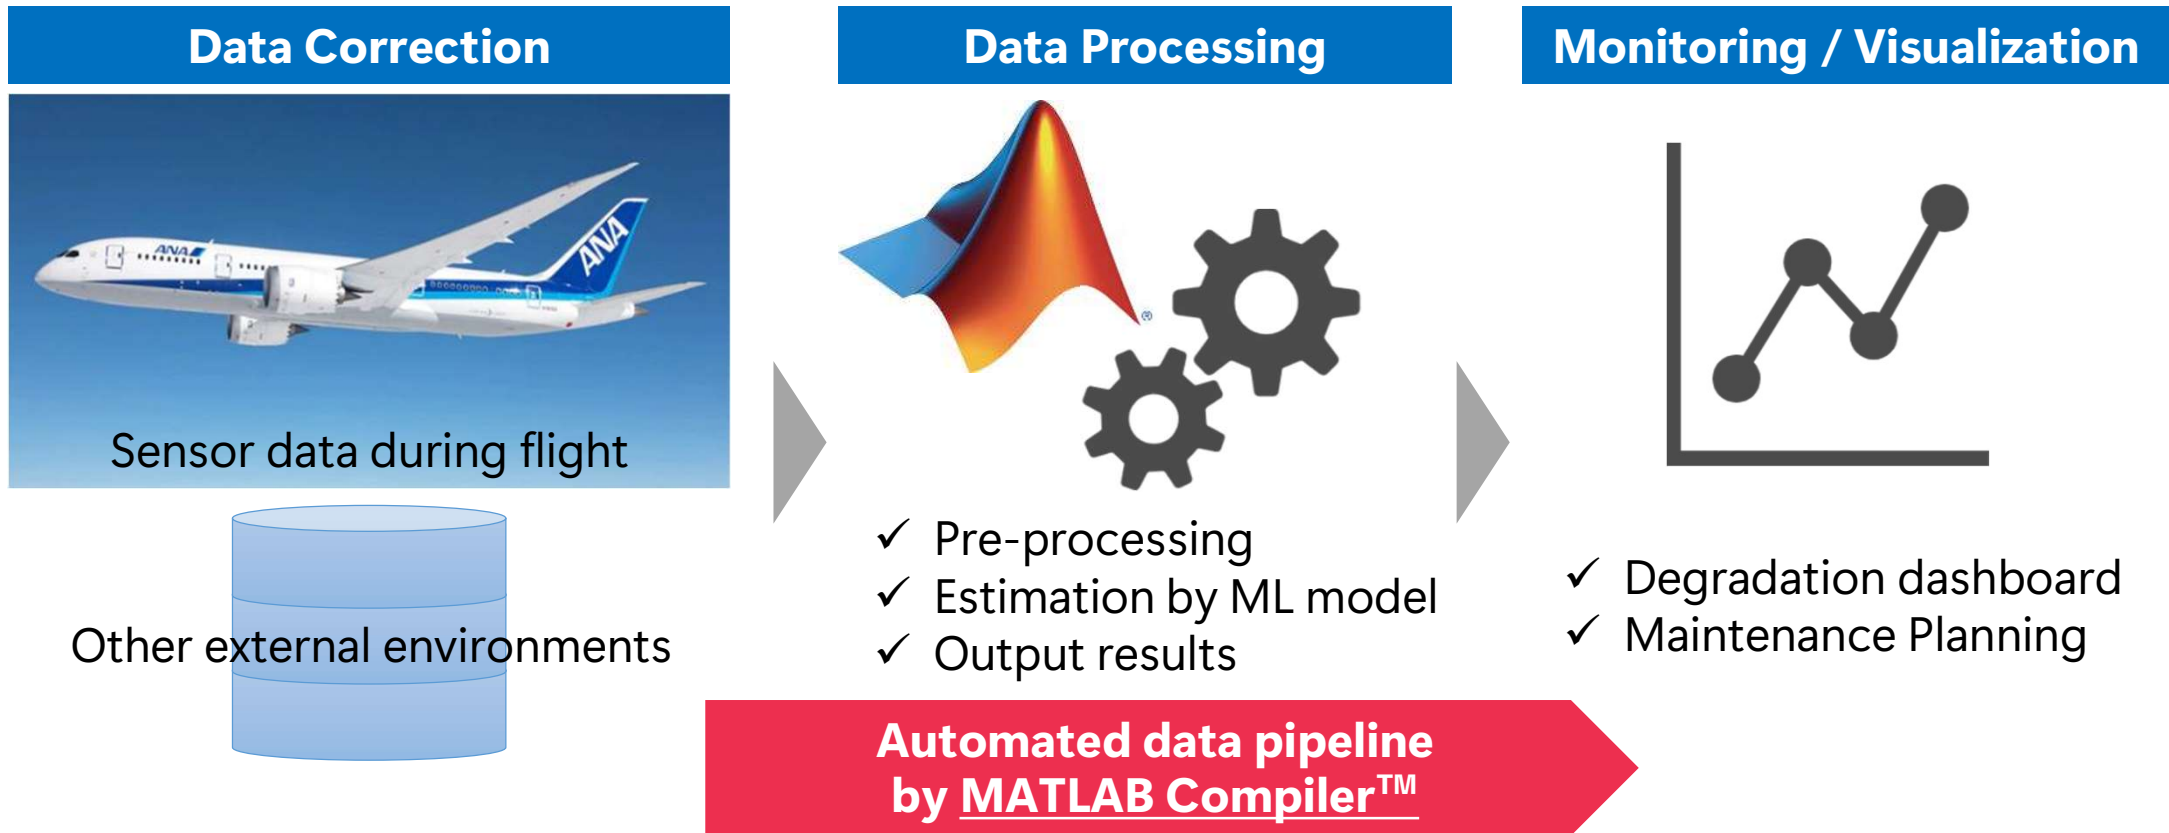 Data Correction
Data Processing
Monitoring / Visualization
ANA
ANA
®
Sensor data during flight
Other external environments
✓ Pre-processing
✓ Estimation by ML model
✓ Output results
✓ Degradation dashboard
✓ Maintenance Planning
Automated data pipeline
by MATLAB Compiler™